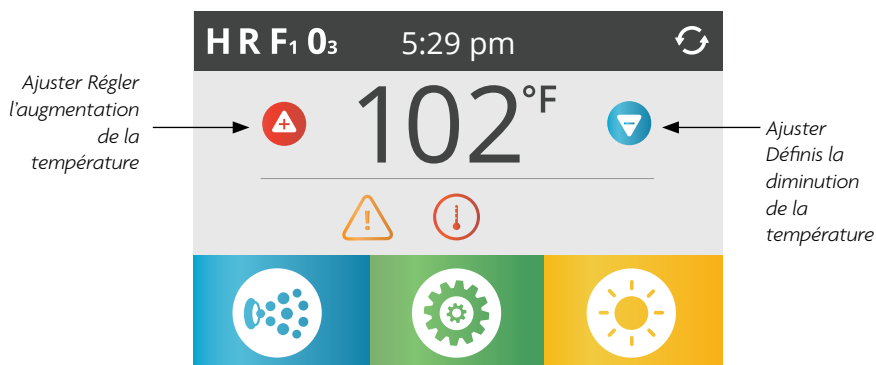 H R F₁ 0₃ 5:29 pm
Ajuster Régler
l'augmentation
de la
température
102°F
Ajuster
Définis la
diminution
de la
température